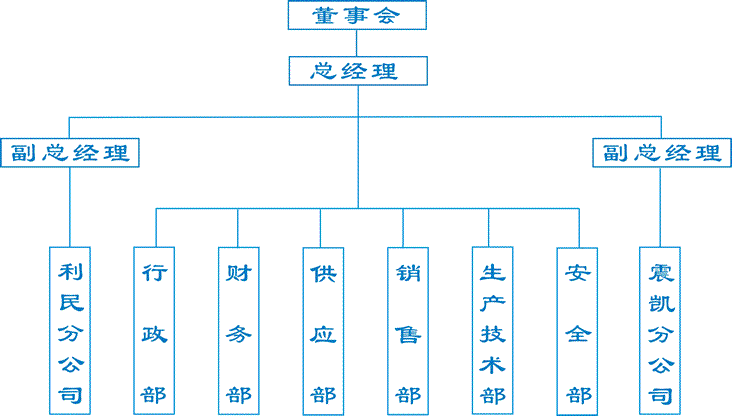 董事会
总经理
副总经理
副总经理
利民分公司
行政部
财务部
供应部
销售部
生产技术部
安全部
震凯分公司